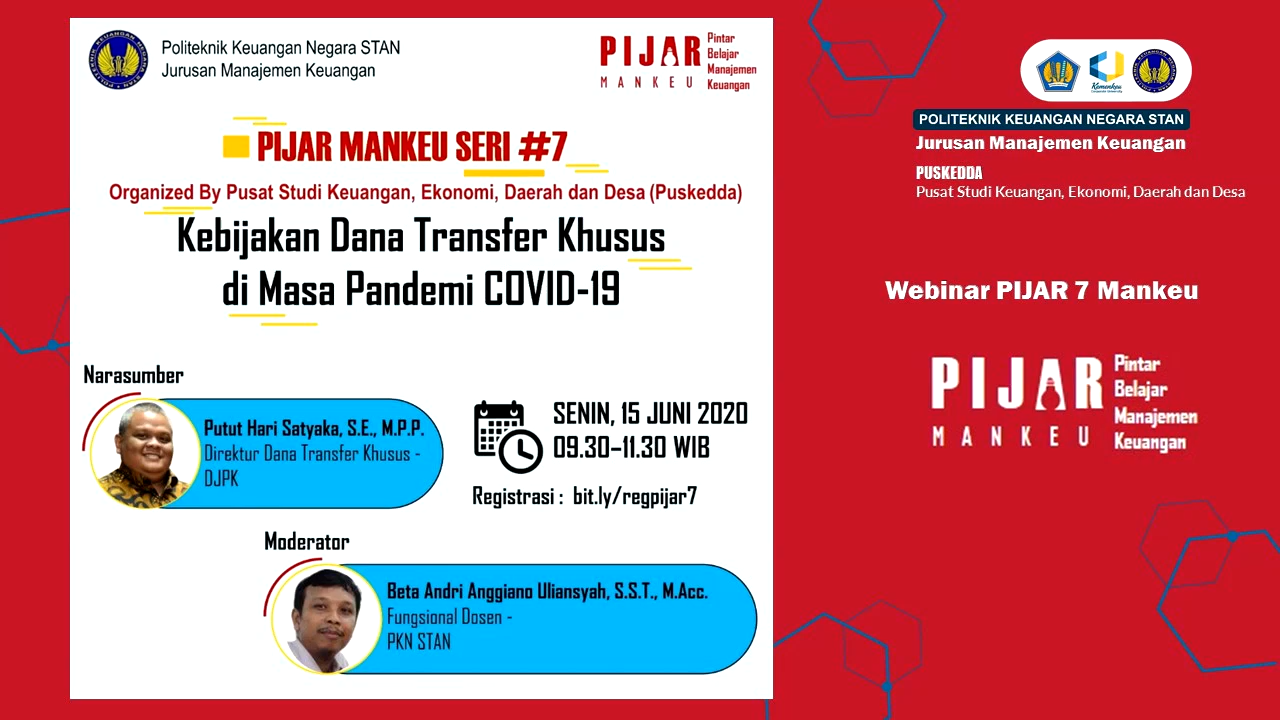 Politeknik Keuangan Negara STAN
Jurusan Manajemen Keuangan
PIJAR
MANKEU
Pintar
Belajar
Manajemen
Keuangan
PIJAR MANKEU SERI #7
Organized By Pusat Studi Keuangan, Ekonomi, Daerah dan Desa (Puskedda)
Kebijakan Dana Transfer Khusus
di Masa Pandemi COVID-19
Narasumber
Putut Hari Satyaka, S.E., M.P.P.
Direktur Dana Transfer Khusus -
DJPK
SENIN, 15 JUNI 2020
09.30-11.30 WIB
Registrasi : bit.ly/regpijar7
Moderator
Beta Andri Anggiano Uliansyah, S.S.T., M.Acc.
Fungsional Dosen -
PKN STAN
Kemenkeu
Corporate University
POLITEKNIK KEUANGAN NEGARA STAN
Jurusan Manajemen Keuangan
PUSKEDDA
Pusat Studi Keuangan, Ekonomi, Daerah dan Desa
Webinar PIJAR 7 Mankeu
PIJAR
MANKEU
Pintar
Belajar
Manajemen
Keuangan